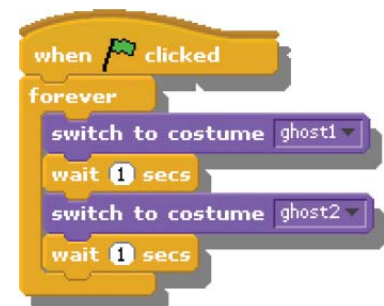 when clicked
forever
switch to costume ghost1
wait 1 secs
switch to costume ghost2
wait 1 secs